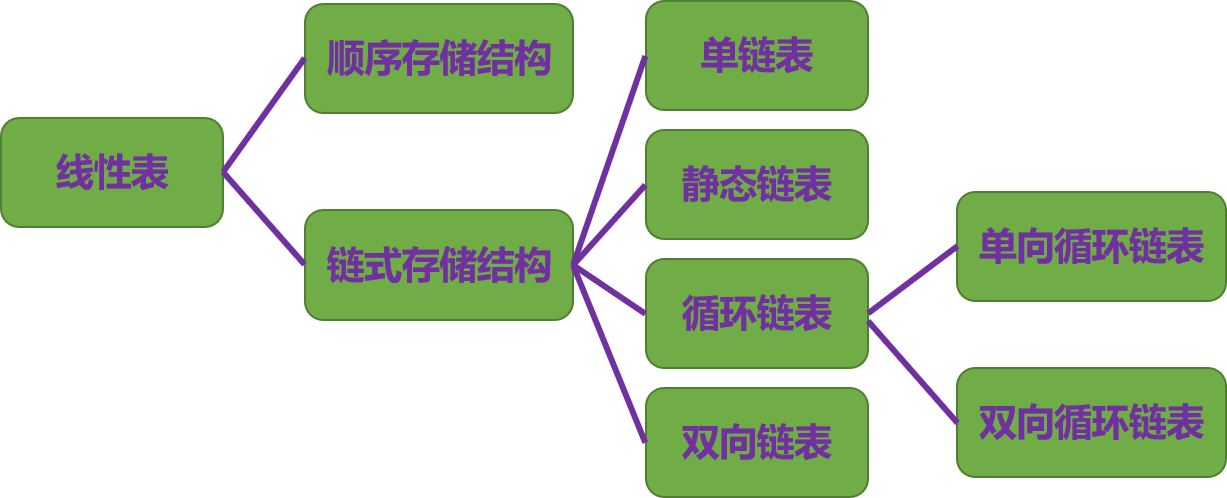 线性表
顺序存储结构
链式存储结构
单链表
静态链表
循环链表
双向链表
单向循环链表
双向循环链表